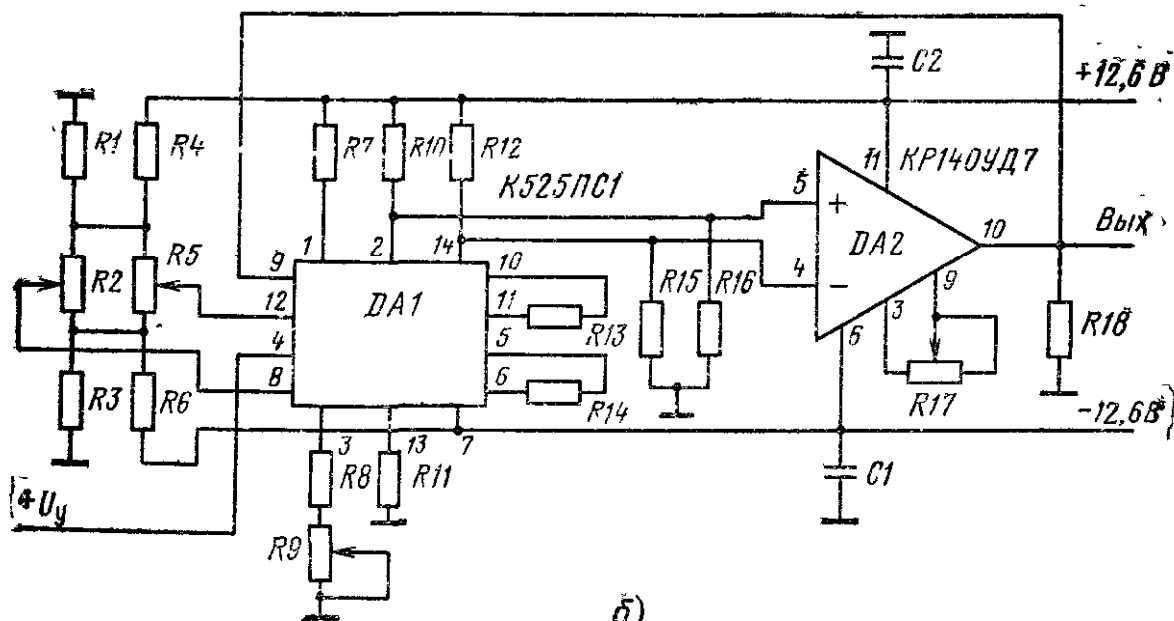 C2
+12,6 В
R1
R4
R7
R10
R12
11
КР140УД7
К525ПС1
5
+
DA2
10
Вых
1
2
14
9
10
4
−
9
R2
R5
12
DA1
11
R13
R15
R16
3
R18
4
5
6
8
6
R14
R17
R3
R6
-12,6В
3
13
7
R8
R11
C1
+Uу
R9
б)